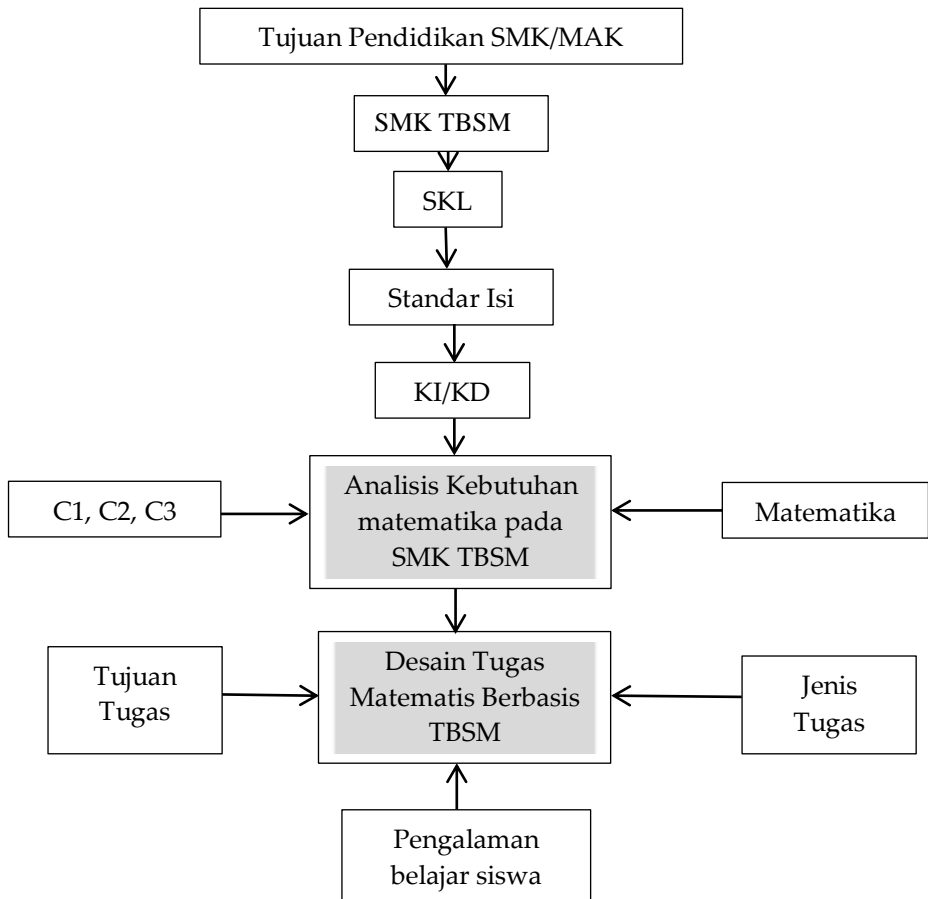 Tujuan Pendidikan SMK/MAK
SMK TBSM
SKL
Standar Isi
KI/KD
C1, C2, C3
Analisis Kebutuhan
matematika pada
SMK TBSM
Matematika
Tujuan
Tugas
Desain Tugas
Matematis Berbasis
TBSM
Jenis
Tugas
Pengalaman
belajar siswa